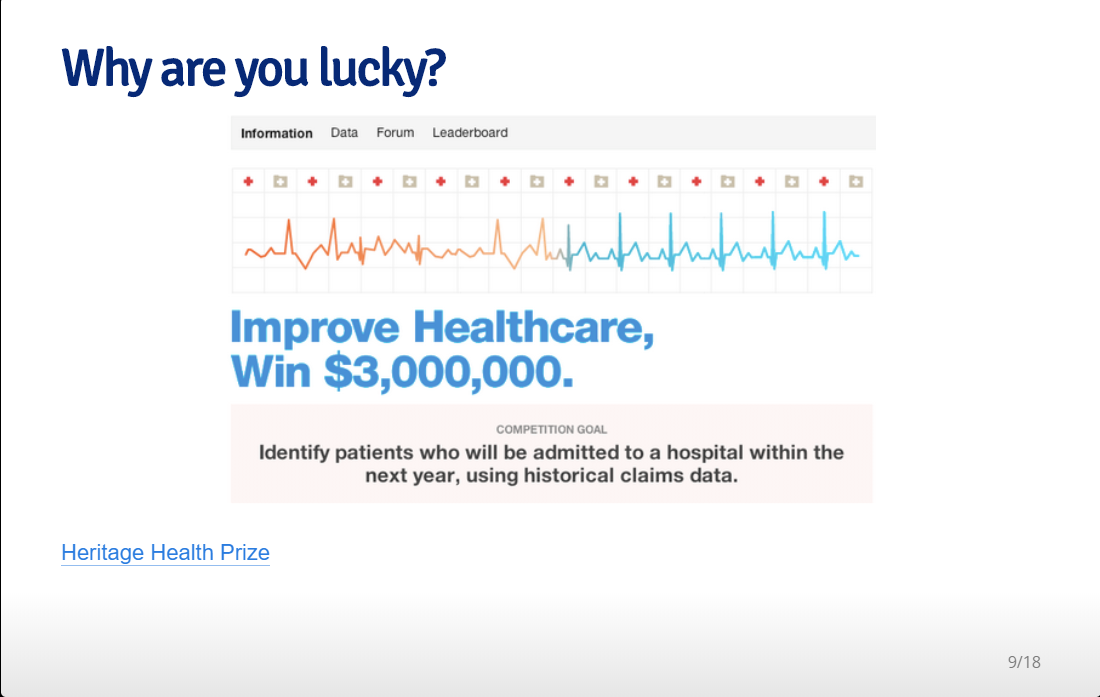 Why are you lucky?
Information Data Forum Leaderboard
Improve Healthcare,
Win $3,000,000.
COMPETITION GOAL
Identify patients who will be admitted to a hospital within the
next year, using historical claims data.
Heritage Health Prize
9/18